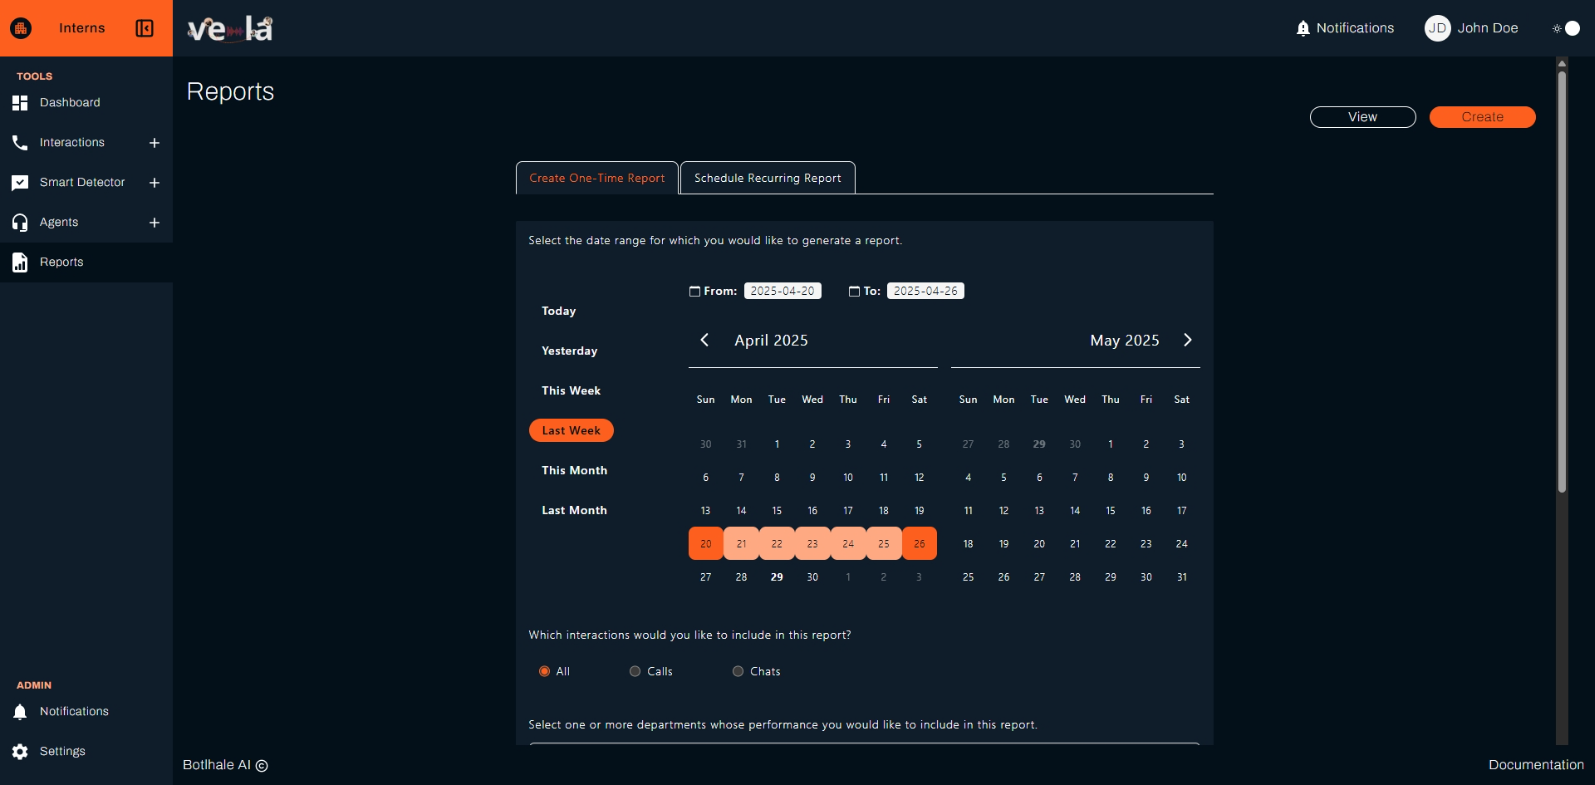 Interns
vela
Notifications
JD
John Doe
TOOLS
Dashboard
Interactions
Smart Detector
Agents
Reports
ADMIN
Notifications
Settings
Reports
View
Create
Create One-Time Report
Schedule Recurring Report
Select the date range for which you would like to generate a report.
From: 2025-04-20 To: 2025-04-26
Today
Yesterday
This Week
Last Week
This Month
Last Month
April 2025
Sun Mon Tue Wed Thu Fri Sat
30 31 1 2 3 4 5
6 7 8 9 10 11 12
13 14 15 16 17 18 19
20 21 22 23 24 25 26
27 28 29 30 1 2 3
May 2025
Sun Mon Tue Wed Thu Fri Sat
27 28 29 30 1 2 3
4 5 6 7 8 9 10
11 12 13 14 15 16 17
18 19 20 21 22 23 24
25 26 27 28 29 30 31
Which interactions would you like to include in this report?
All Calls Chats
Select one or more departments whose performance you would like to include in this report.
Botlhale AI ©
Documentation